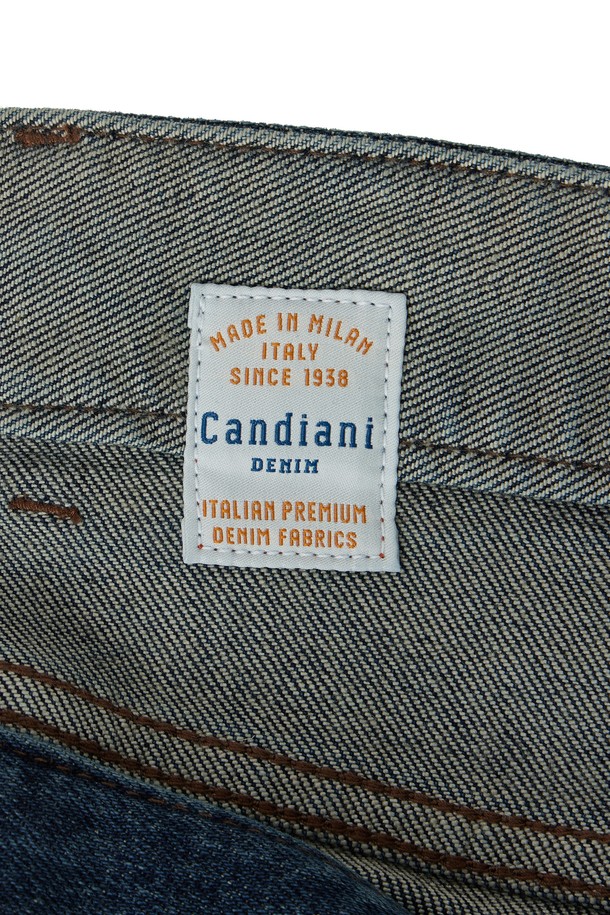 MADE IN MILAN
ITALY
SINCE 1938
Candiani
DENIM
ITALIAN PREMIUM
DENIM FABRICS